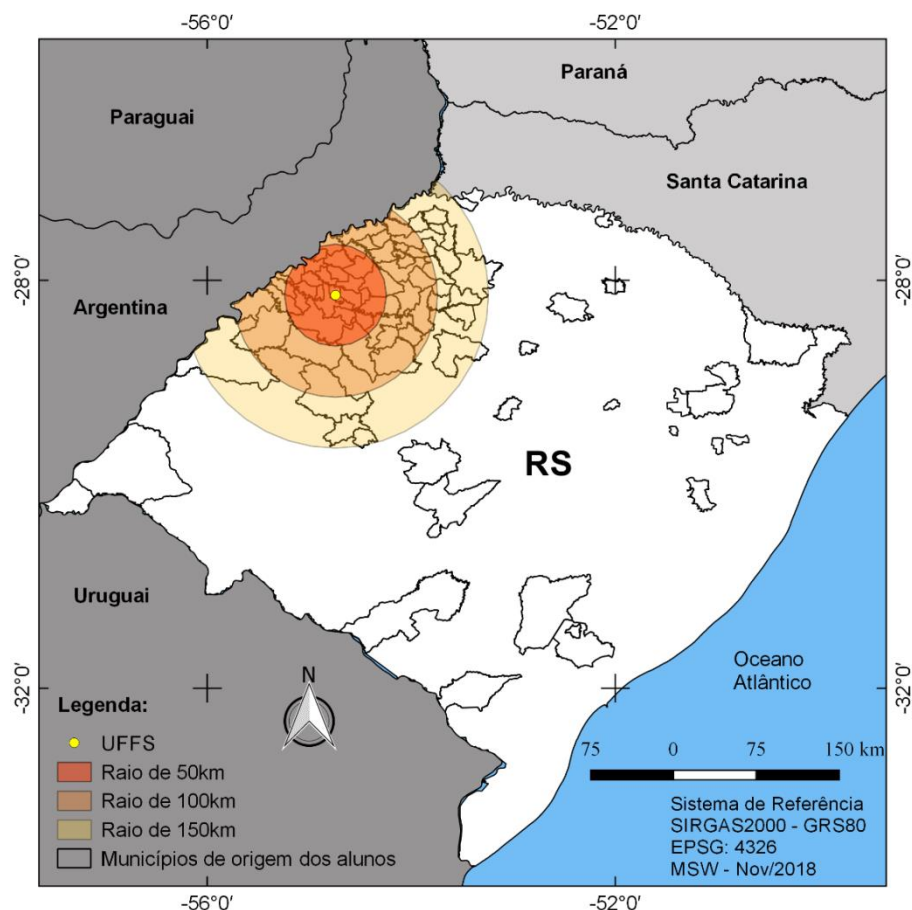 -56°0'
-52°0'
Paraná
Paraguai
Santa Catarina
-28°0'
-28°0'
Argentina
RS
Uruguai
Oceano
Atlântico
-32°0'
-32°0'
N
Legenda:
UFFS
Raio de 50km
Raio de 100km
Raio de 150km
Municípios de origem dos alunos
75 0 75 150 km
Sistema de Referência
SIRGAS2000 - GRS80
EPSG: 4326
MSW - Nov/2018
-56°0'
-52°0'